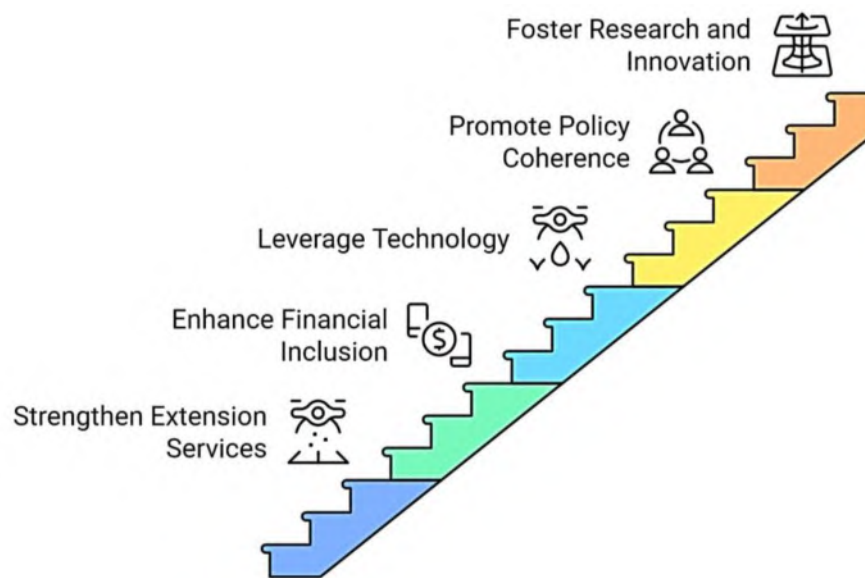 Foster Research and
Innovation
Promote Policy
Coherence
Leverage Technology
Enhance Financial
Inclusion
$
Strengthen Extension
Services